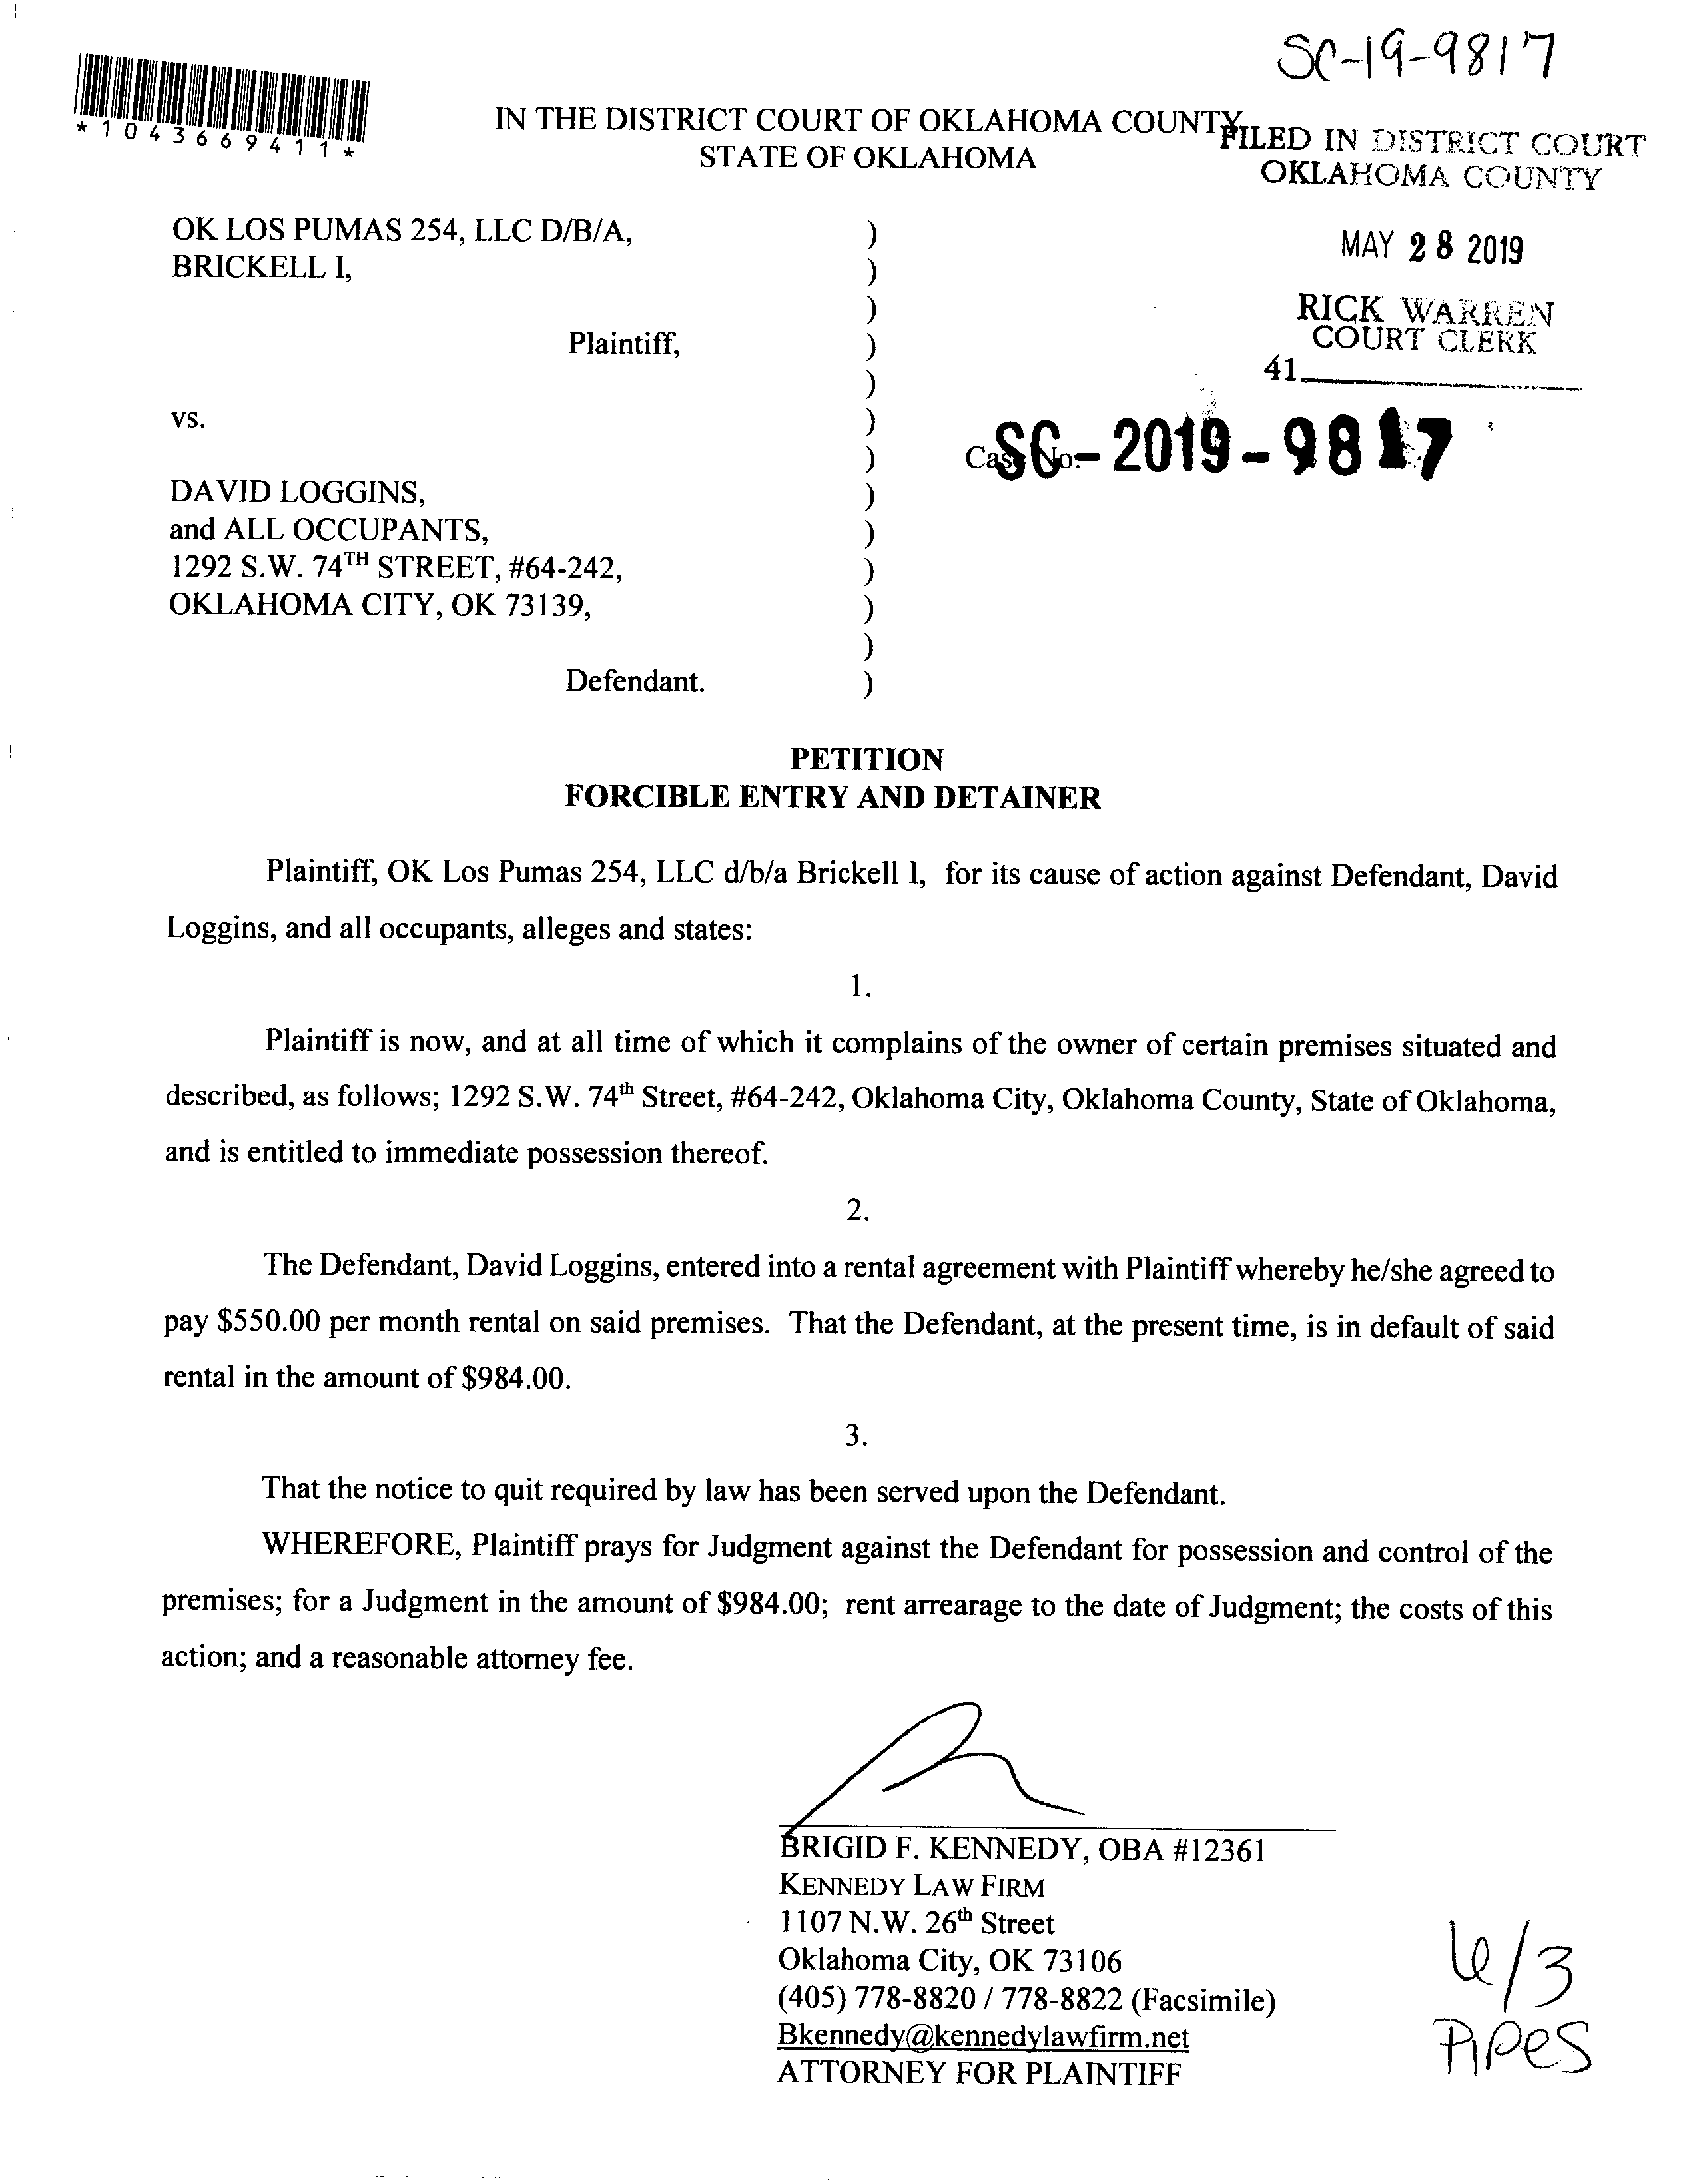 SC-19-9817
*1043669411*
IN THE DISTRICT COURT OF OKLAHOMA COUNTY
STATE OF OKLAHOMA
FILED IN DISTRICT COURT
OKLAHOMA COUNTY
MAY 28 2019
RICK WARREN
COURT CLERK
41
OK LOS PUMAS 254, LLC D/B/A, )
BRICKELL I, )
)
Plaintiff, )
)
vs. )
) Case No. SC-2019-9817
DAVID LOGGINS, )
and ALL OCCUPANTS, )
1292 S.W. 74TH STREET, #64-242, )
OKLAHOMA CITY, OK 73139, )
)
Defendant. )
PETITION
FORCIBLE ENTRY AND DETAINER
Plaintiff, OK Los Pumas 254, LLC d/b/a Brickell I, for its cause of action against Defendant, David
Loggins, and all occupants, alleges and states:
1.
Plaintiff is now, and at all time of which it complains of the owner of certain premises situated and
described, as follows; 1292 S.W. 74th Street, #64-242, Oklahoma City, Oklahoma County, State of Oklahoma,
and is entitled to immediate possession thereof.
2.
The Defendant, David Loggins, entered into a rental agreement with Plaintiff whereby he/she agreed to
pay $550.00 per month rental on said premises. That the Defendant, at the present time, is in default of said
rental in the amount of $984.00.
3.
That the notice to quit required by law has been served upon the Defendant.
WHEREFORE, Plaintiff prays for Judgment against the Defendant for possession and control of the
premises; for a Judgment in the amount of $984.00; rent arrearage to the date of Judgment; the costs of this
action; and a reasonable attorney fee.
BRIGID F. KENNEDY, OBA #12361
KENNEDY LAW FIRM
1107 N.W. 26th Street
Oklahoma City, OK 73106
(405) 778-8820 / 778-8822 (Facsimile)
Bkennedy@kennedylawfirm.net
ATTORNEY FOR PLAINTIFF
6/3
PiPeS